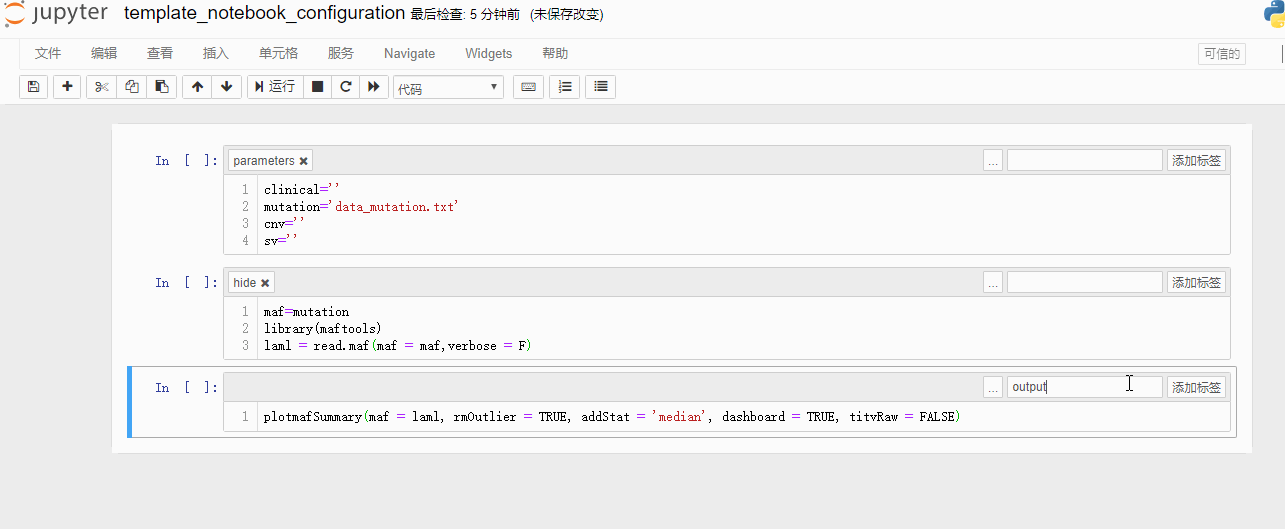 jupyter template_notebook_configuration 最后检查: 5 分钟前 (未保存改变)
文件 编辑 查看 插入 单元格 服务 Navigate Widgets 帮助 可信的
运行 代码
In [ ]: parameters ... 添加标签
1 clinical=''
2 mutation='data_mutation.txt'
3 cnv=''
4 sv=''
In [ ]: hide ... 添加标签
1 maf=mutation
2 library(maftools)
3 laml = read.maf(maf = maf,verbose = F)
In [ ]: ... output 添加标签
1 plotmafSummary(maf = laml, rmOutlier = TRUE, addStat = 'median', dashboard = TRUE, titvRaw = FALSE)